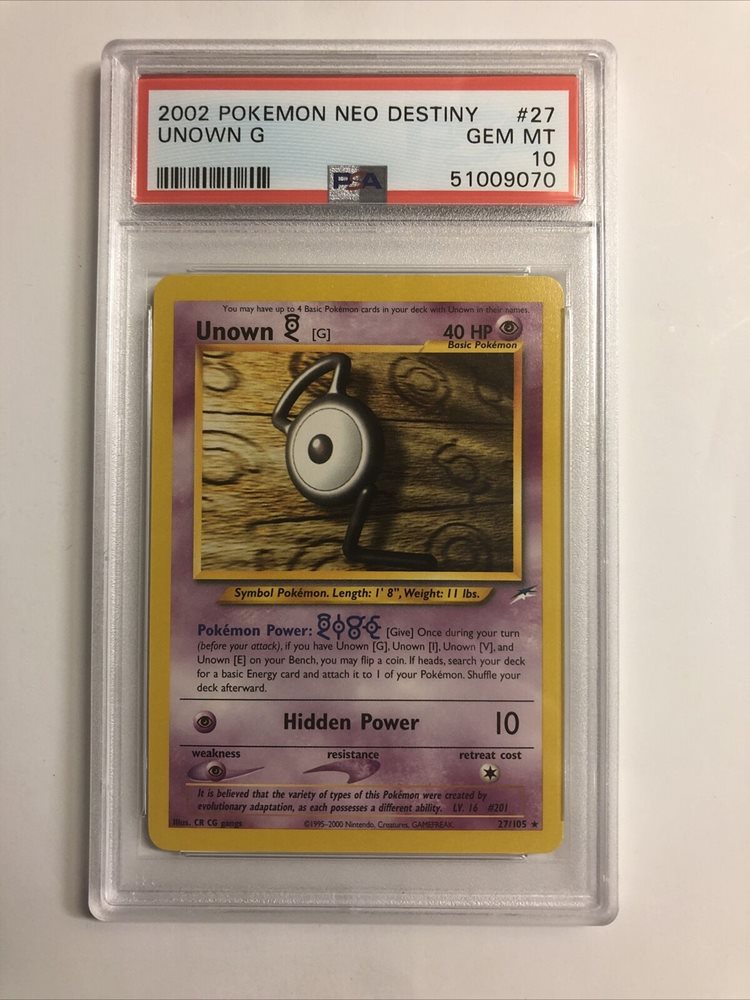 2002 POKEMON NEO DESTINY #27
UNOWN G GEM MT
10
PSA 51009070
You may have up to 4 Basic Pokémon cards in your deck with Unown in their names.
Unown [G] 40 HP
Basic Pokémon
Symbol Pokémon. Length: 1' 8", Weight: 11 lbs.
Pokémon Power: [Give] Once during your turn
(before your attack), if you have Unown [G], Unown [I], Unown [V], and
Unown [E] on your Bench, you may flip a coin. If heads, search your deck
for a basic Energy card and attach it to 1 of your Pokémon. Shuffle your
deck afterward.
Hidden Power 10
weakness resistance retreat cost
It is believed that the variety of types of this Pokémon were created by
evolutionary adaptation, as each possesses a different ability. LV. 16 #201
Illus. CR CG gangs ©1995-2000 Nintendo, Creatures, GAMEFREAK. 27/105 ★